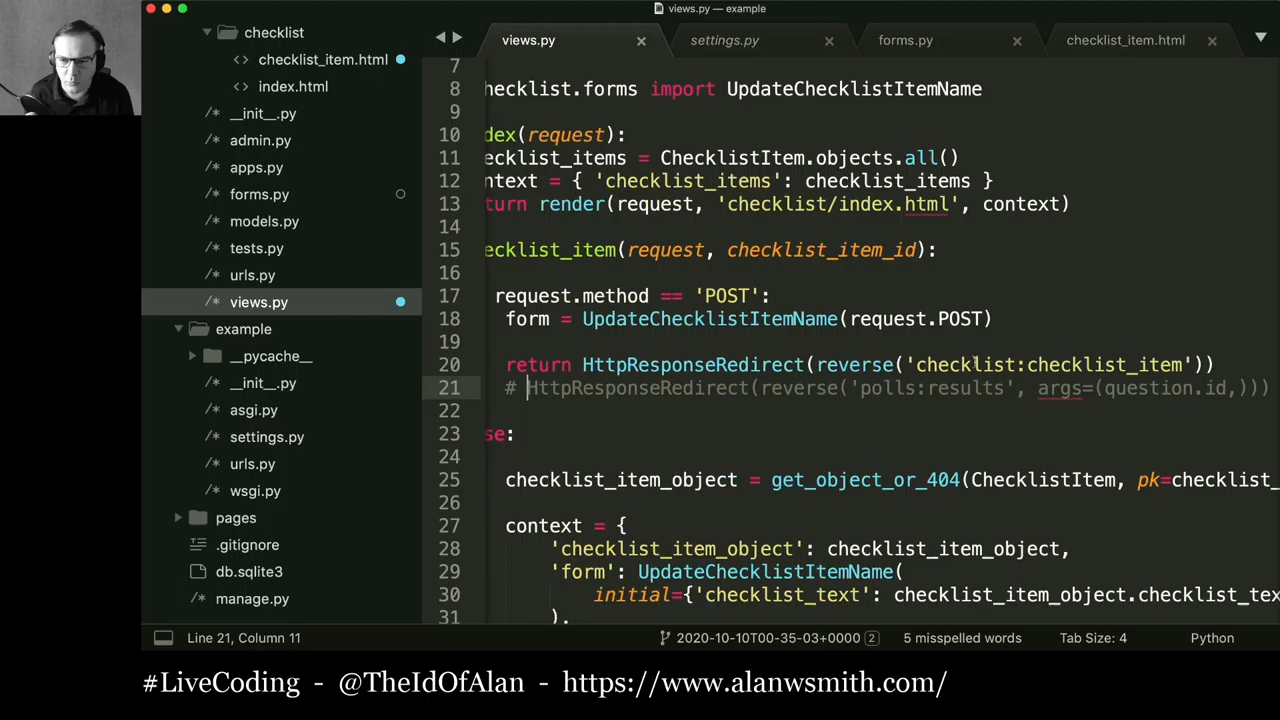 views.py — example
checklist
<> checklist_item.html
<> index.html
/* __init__.py
/* admin.py
/* apps.py
/* forms.py
/* models.py
/* tests.py
/* urls.py
/* views.py
example
__pycache__
/* __init__.py
/* asgi.py
/* settings.py
/* urls.py
/* wsgi.py
pages
.gitignore
db.sqlite3
/* manage.py
views.py
settings.py
forms.py
checklist_item.html
7
8 hecklist.forms import UpdateChecklistItemName
9
10 dex(request):
11 ecklist_items = ChecklistItem.objects.all()
12 ntext = { 'checklist_items': checklist_items }
13 turn render(request, 'checklist/index.html', context)
14
15 ecklist_item(request, checklist_item_id):
16
17 request.method == 'POST':
18 form = UpdateChecklistItemName(request.POST)
19
20 return HttpResponseRedirect(reverse('checklist:checklist_item'))
21 # HttpResponseRedirect(reverse('polls:results', args=(question.id,)))
22
23 se:
24
25 checklist_item_object = get_object_or_404(ChecklistItem, pk=checklist_
26
27 context = {
28 'checklist_item_object': checklist_item_object,
29 'form': UpdateChecklistItemName(
30 initial={'checklist_text': checklist_item_object.checklist_tex
31 ),
Line 21, Column 11
2020-10-10T00-35-03+0000 2
5 misspelled words
Tab Size: 4
Python
#LiveCoding - @TheIdOfAlan - https://www.alanwsmith.com/